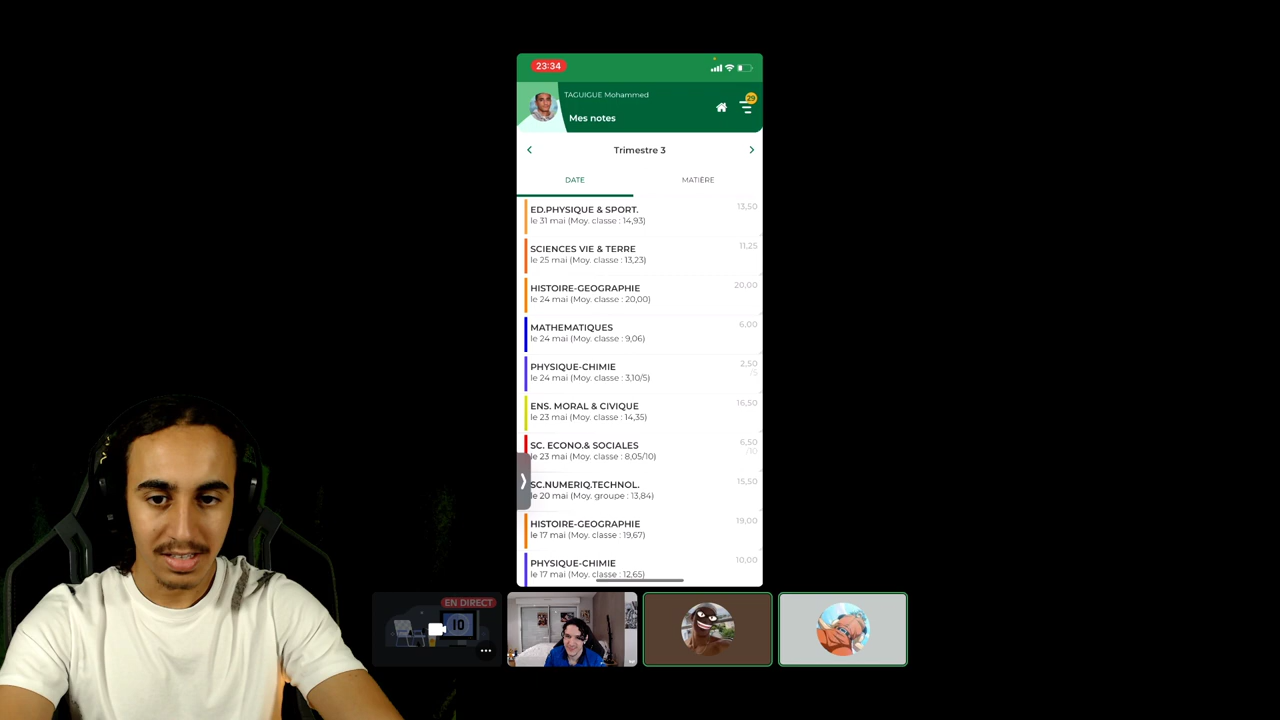 23:34
TAGUIGUE Mohammed
29
Mes notes
Trimestre 3
DATE
MATIÈRE
ED.PHYSIQUE & SPORT.
13,50
le 31 mai (Moy. classe : 14,93)
SCIENCES VIE & TERRE
11,25
le 25 mai (Moy. classe : 13,23)
HISTOIRE-GEOGRAPHIE
20,00
le 24 mai (Moy. classe : 20,00)
MATHEMATIQUES
6,00
le 24 mai (Moy. classe : 9,06)
PHYSIQUE-CHIMIE
2,50
/5
le 24 mai (Moy. classe : 3,10/5)
ENS. MORAL & CIVIQUE
16,50
le 23 mai (Moy. classe : 14,35)
SC. ECONO.& SOCIALES
6,50
/10
le 23 mai (Moy. classe : 8,05/10)
SC.NUMERIQ.TECHNOL.
15,50
le 20 mai (Moy. groupe : 13,84)
HISTOIRE-GEOGRAPHIE
19,00
le 17 mai (Moy. classe : 19,67)
PHYSIQUE-CHIMIE
10,00
le 17 mai (Moy. classe : 12,65)
EN DIRECT